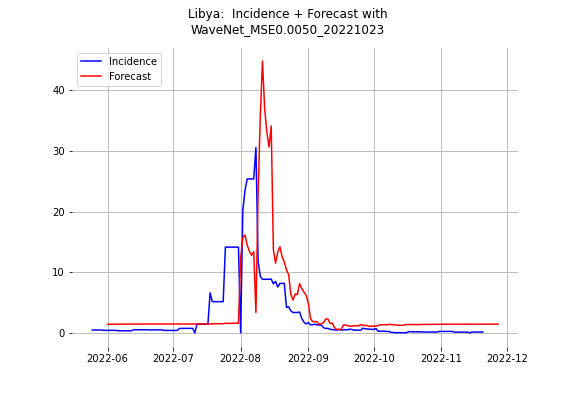 Libya:  Incidence + Forecast with
WaveNet_MSE0.0050_20221023
Incidence
Forecast
40
30
20
10
0
2022-06 2022-07 2022-08 2022-09 2022-10 2022-11 2022-12